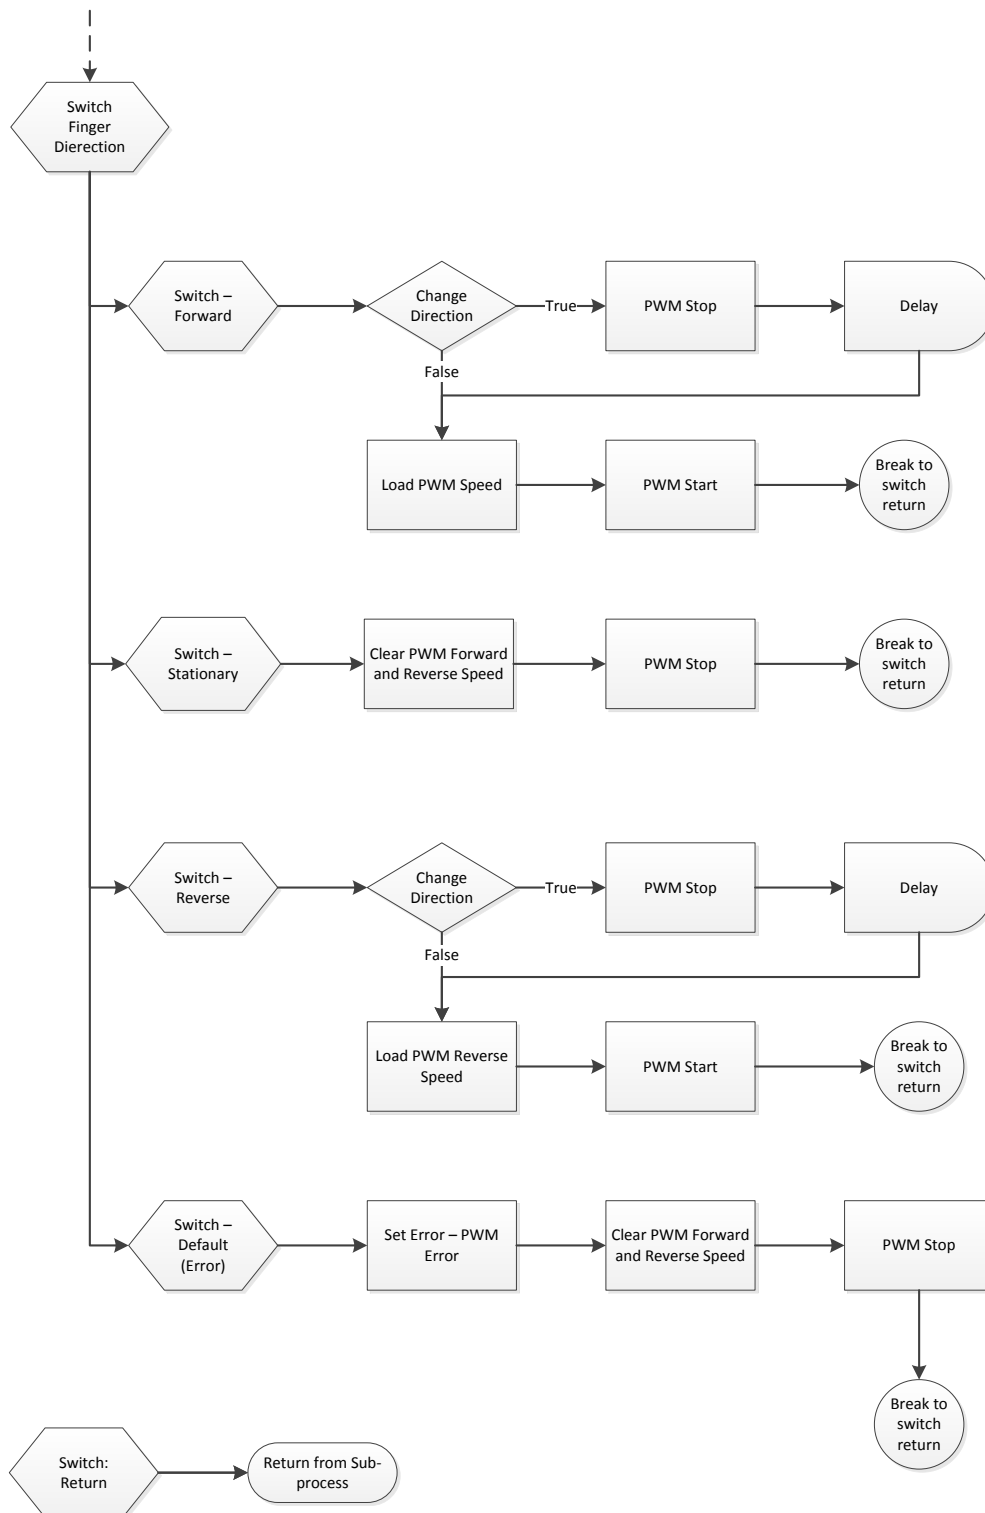 Switch
Finger
Dierection
Switch –
Forward
Change
Direction
True
PWM Stop
Delay
False
Load PWM Speed
PWM Start
Break to
switch
return
Switch –
Stationary
Clear PWM Forward
and Reverse Speed
PWM Stop
Break to
switch
return
Switch –
Reverse
Change
Direction
True
PWM Stop
Delay
False
Load PWM Reverse
Speed
PWM Start
Break to
switch
return
Switch –
Default
(Error)
Set Error – PWM
Error
Clear PWM Forward
and Reverse Speed
PWM Stop
Break to
switch
return
Switch:
Return
Return from Sub-
process